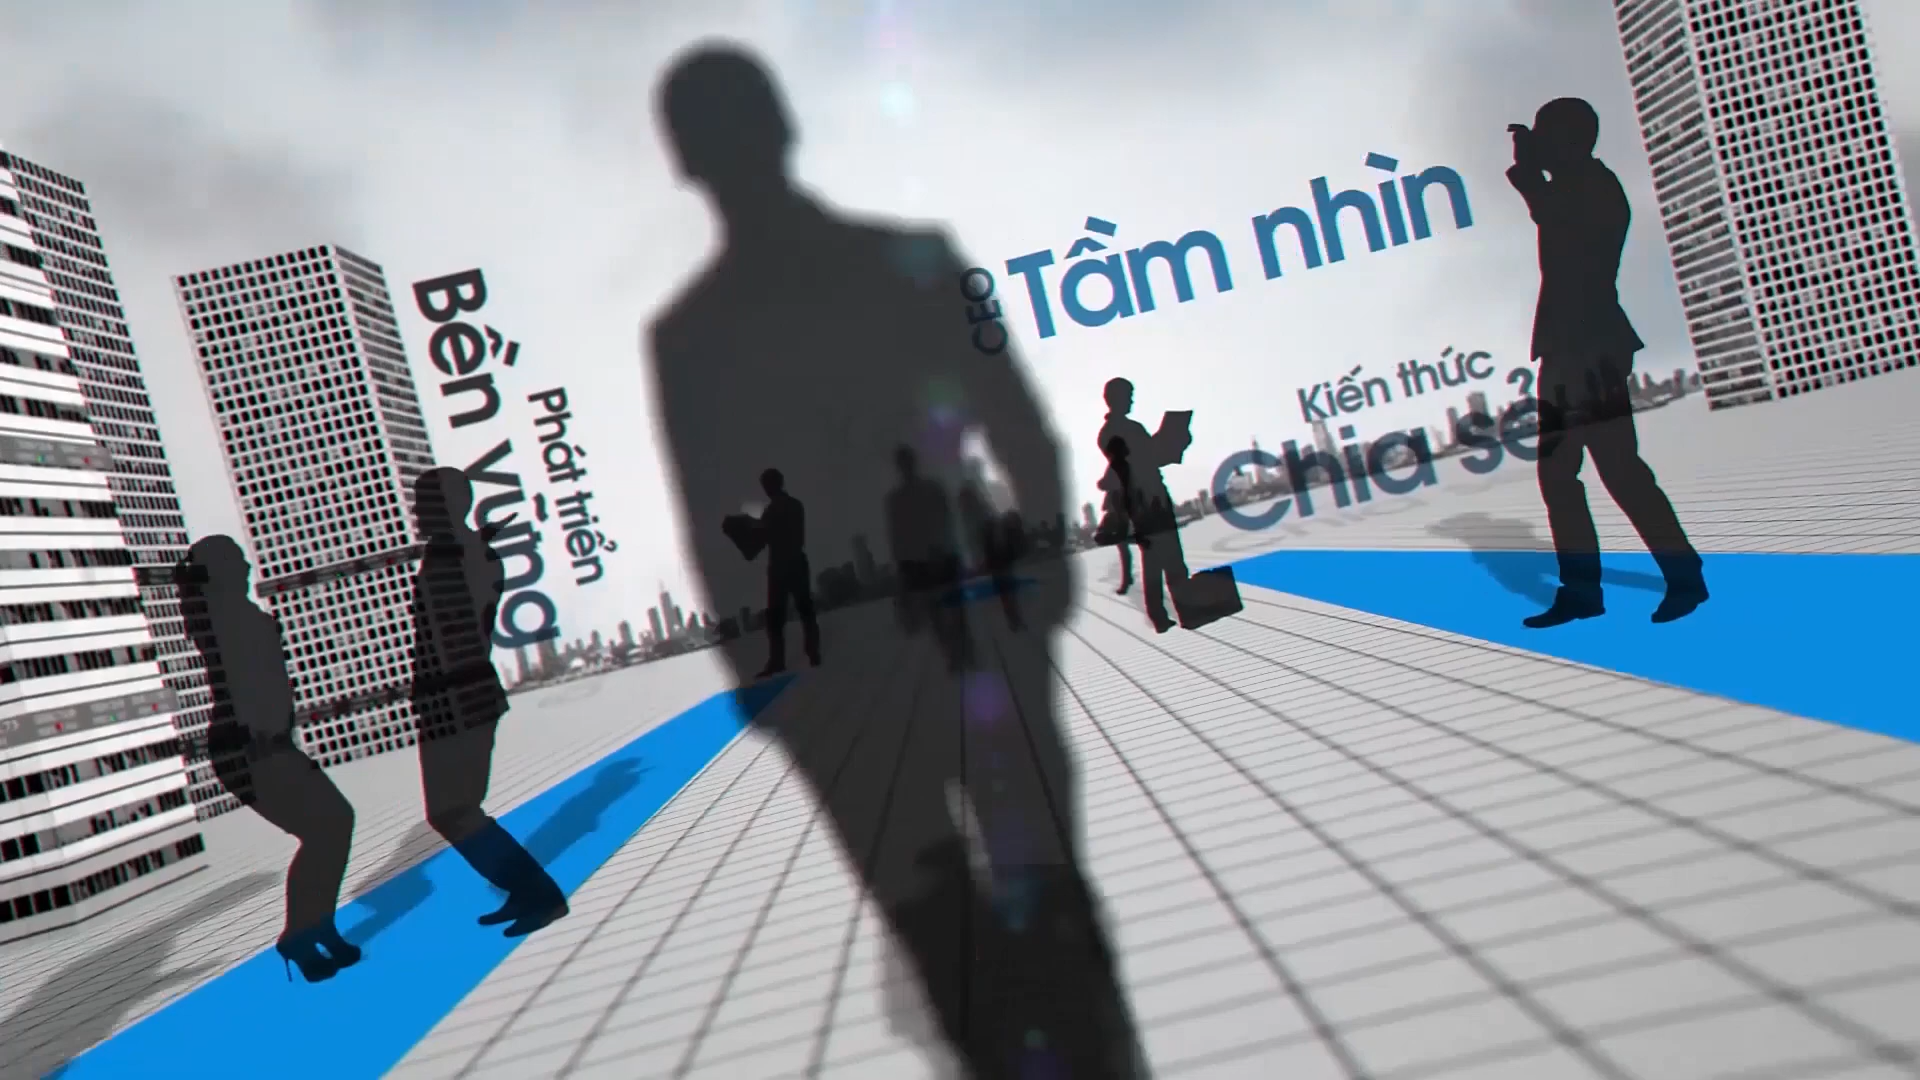 Bền vững
Phát triển
CEO
Tầm nhìn
Kiến thức
Chia sẻ